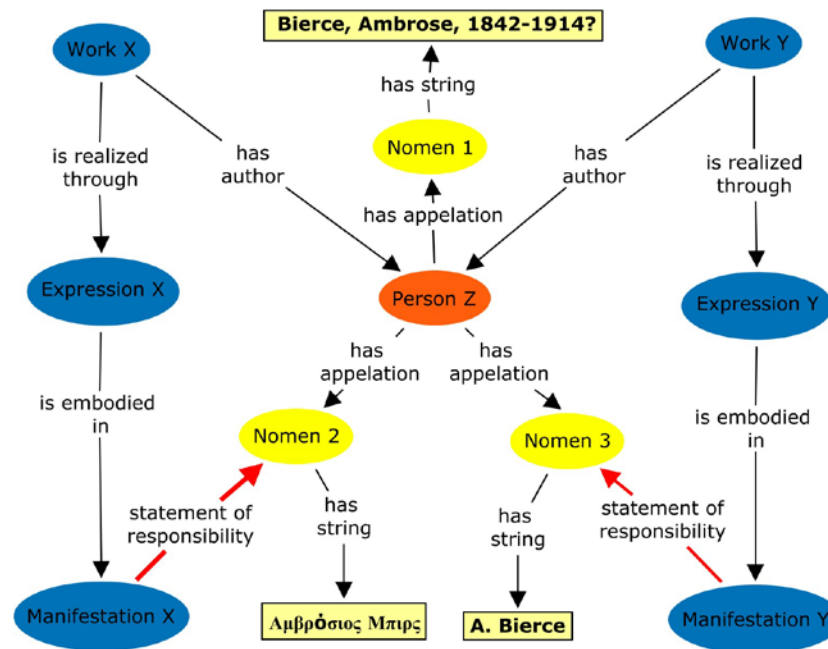 Bierce, Ambrose, 1842-1914?
Work X
Work Y
has string
Nomen 1
is realized
through
has
author
has
author
is realized
through
has appelation
Expression X
Person Z
Expression Y
has
appelation
has
appelation
is embodied
in
is embodied
in
Nomen 2
Nomen 3
statement of
responsibility
has
string
has
string
statement of
responsibility
Manifestation X
Αμβρόσιος Μπιρς
A. Bierce
Manifestation Y